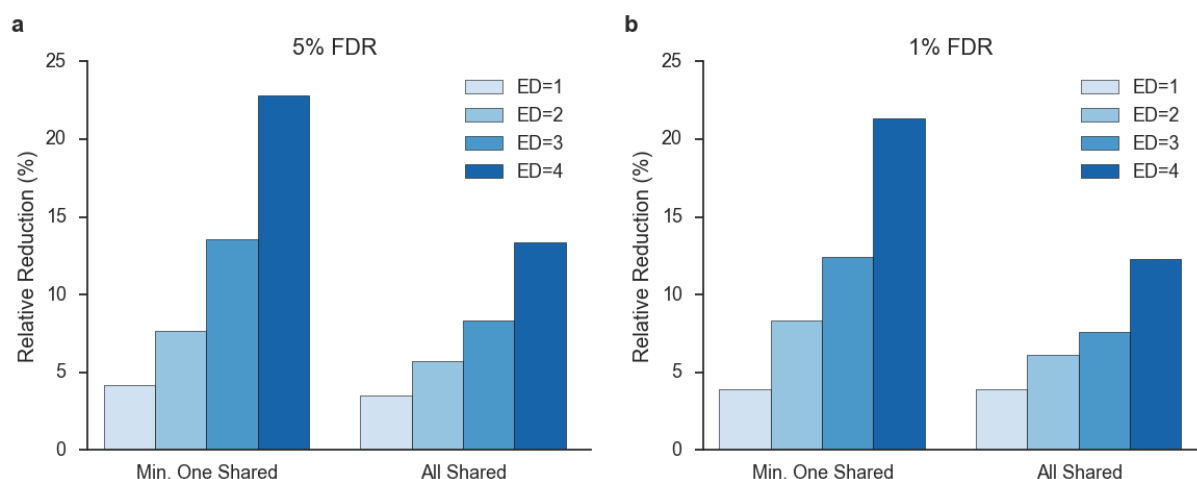 a
5% FDR
25
20
15
10
5
0
Relative Reduction (%)
ED=1
ED=2
ED=3
ED=4
Min. One Shared
All Shared
b
1% FDR
25
20
15
10
5
0
Relative Reduction (%)
ED=1
ED=2
ED=3
ED=4
Min. One Shared
All Shared